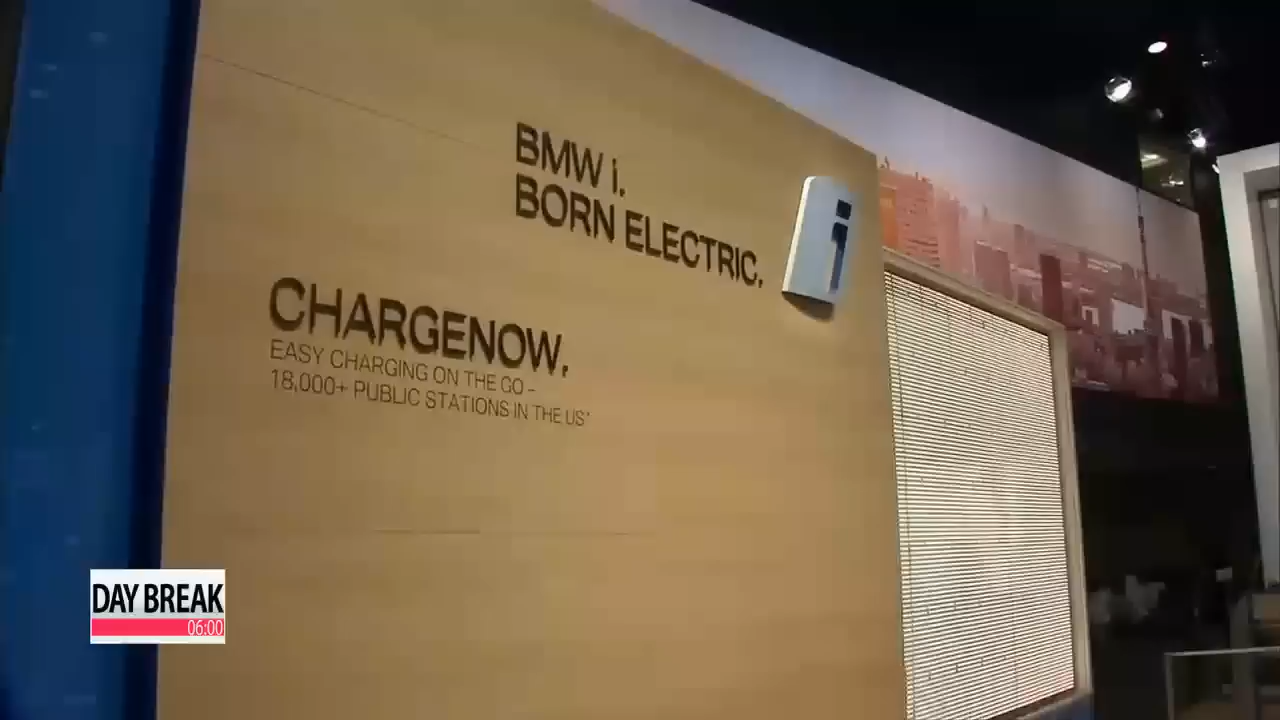 BMW i.
BORN ELECTRIC.
i
CHARGENOW.
EASY CHARGING ON THE GO –
18,000+ PUBLIC STATIONS IN THE US*
DAY BREAK
06:00